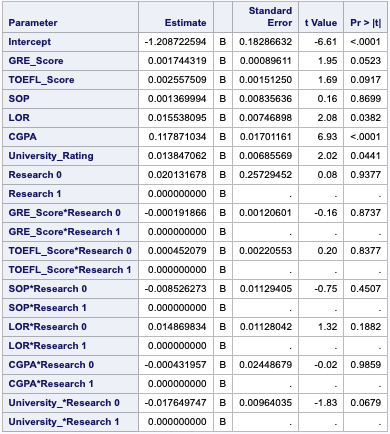 Parameter Estimate Standard Error t Value Pr > |t|
Intercept -1.208722594 B 0.18286632 -6.61 <.0001
GRE_Score 0.001744319 B 0.00089611 1.95 0.0523
TOEFL_Score 0.002557509 B 0.00151250 1.69 0.0917
SOP 0.001369994 B 0.00835636 0.16 0.8699
LOR 0.015538095 B 0.00746898 2.08 0.0382
CGPA 0.117871034 B 0.01701161 6.93 <.0001
University_Rating 0.013847062 B 0.00685569 2.02 0.0441
Research 0 0.020131678 B 0.25729452 0.08 0.9377
Research 1 0.000000000 B . . .
GRE_Score*Research 0 -0.000191866 B 0.00120601 -0.16 0.8737
GRE_Score*Research 1 0.000000000 B . . .
TOEFL_Score*Research 0 0.000452079 B 0.00220553 0.20 0.8377
TOEFL_Score*Research 1 0.000000000 B . . .
SOP*Research 0 -0.008526273 B 0.01129405 -0.75 0.4507
SOP*Research 1 0.000000000 B . . .
LOR*Research 0 0.014869834 B 0.01128042 1.32 0.1882
LOR*Research 1 0.000000000 B . . .
CGPA*Research 0 -0.000431957 B 0.02448679 -0.02 0.9859
CGPA*Research 1 0.000000000 B . . .
University_*Research 0 -0.017649747 B 0.00964035 -1.83 0.0679
University_*Research 1 0.000000000 B . . .